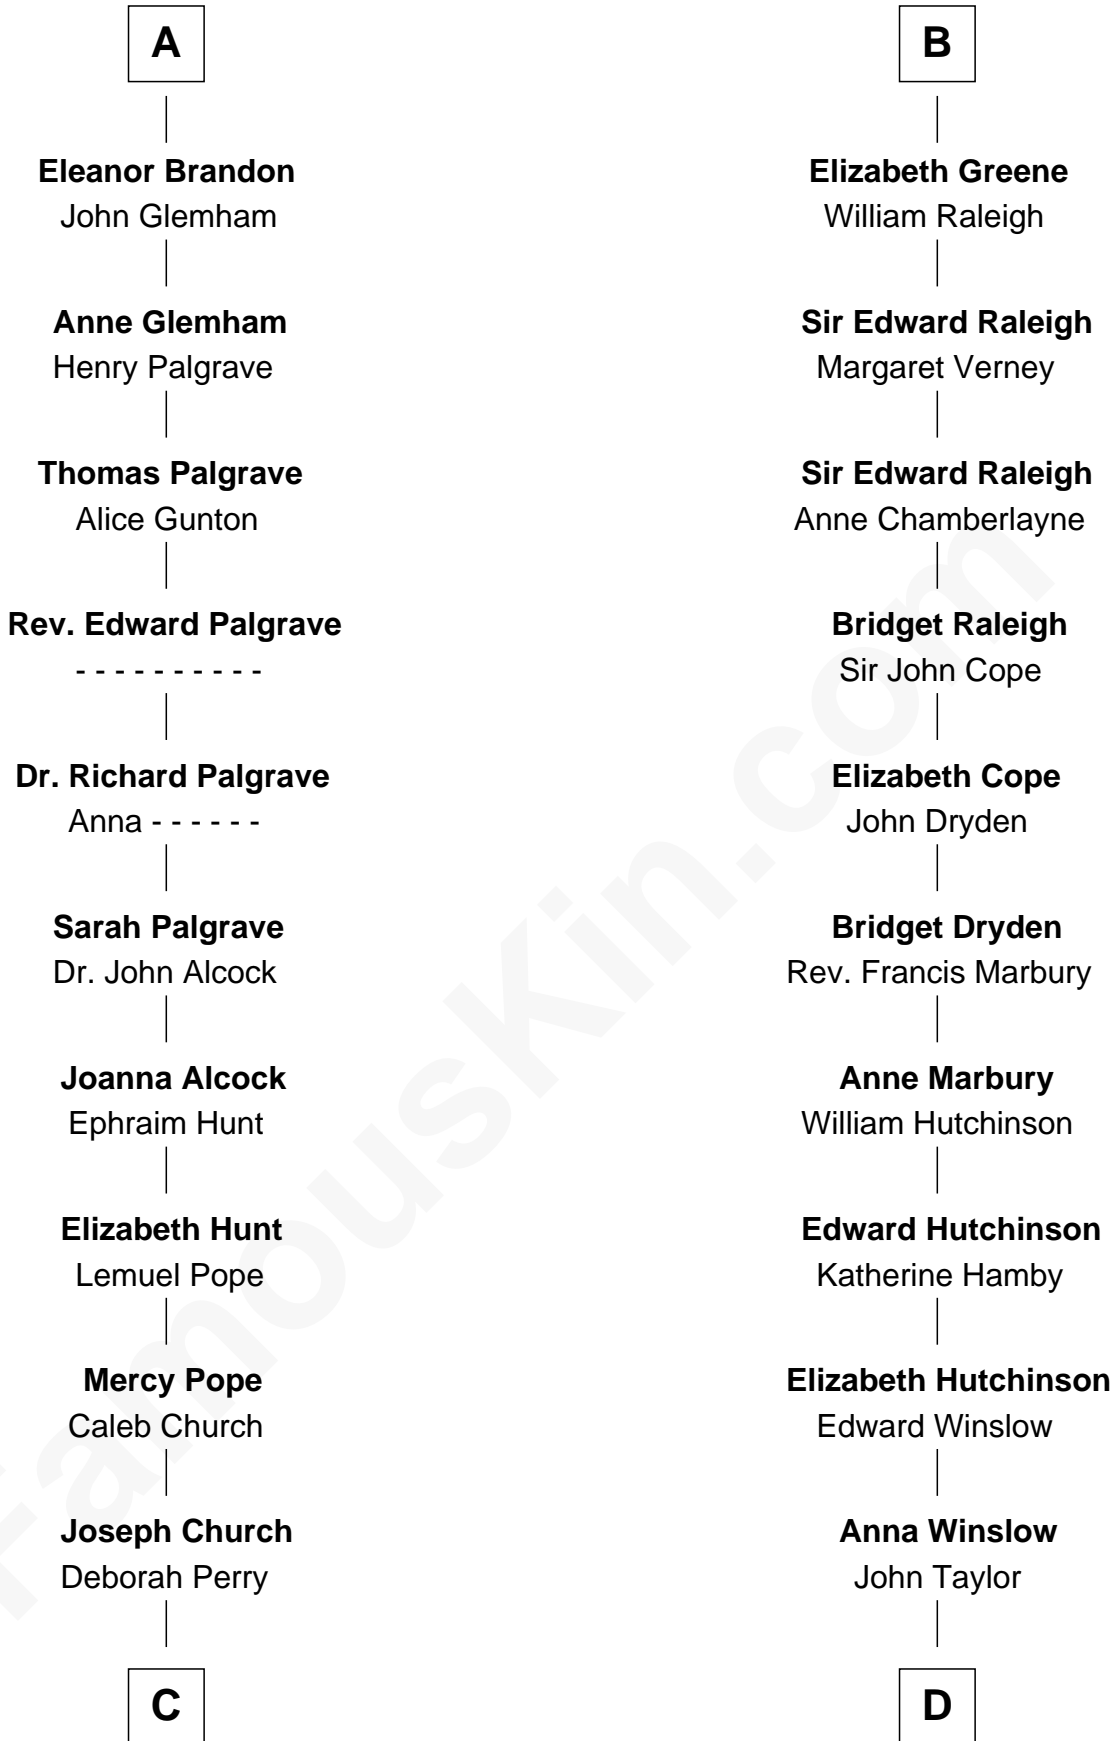 A
Eleanor Brandon
John Glemham
Anne Glemham
Henry Palgrave
Thomas Palgrave
Alice Gunton
Rev. Edward Palgrave
- - - - - - - - - -
Dr. Richard Palgrave
Anna - - - - - -
Sarah Palgrave
Dr. John Alcock
Joanna Alcock
Ephraim Hunt
Elizabeth Hunt
Lemuel Pope
Mercy Pope
Caleb Church
Joseph Church
Deborah Perry
C
B
Elizabeth Greene
William Raleigh
Sir Edward Raleigh
Margaret Verney
Sir Edward Raleigh
Anne Chamberlayne
Bridget Raleigh
Sir John Cope
Elizabeth Cope
John Dryden
Bridget Dryden
Rev. Francis Marbury
Anne Marbury
William Hutchinson
Edward Hutchinson
Katherine Hamby
Elizabeth Hutchinson
Edward Winslow
Anna Winslow
John Taylor
D
FamousKin.com